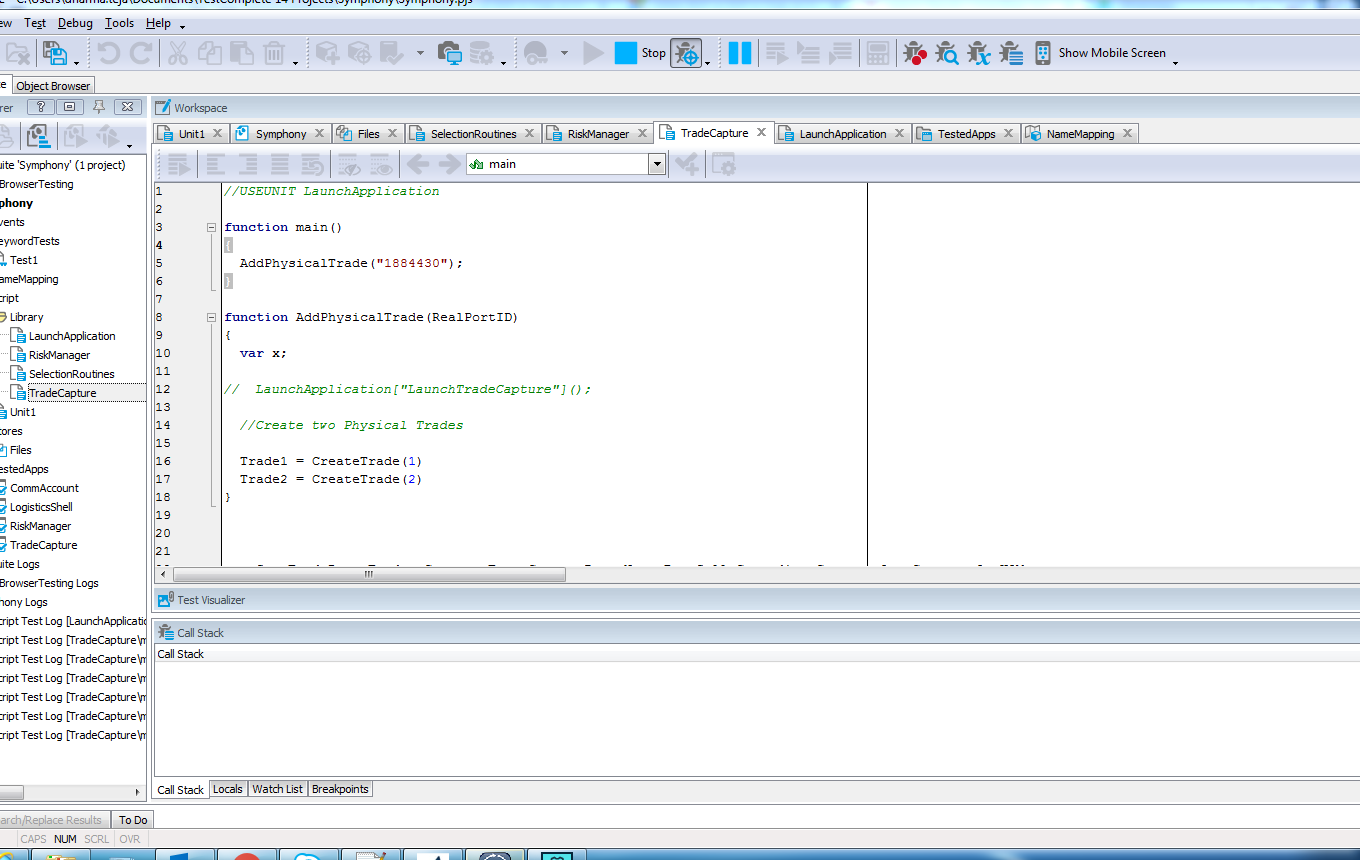 C:\Users\dharma.teja\Documents\TestComplete 14 Projects\Symphony\Symphony.pjs
ew Test Debug Tools Help
Stop Show Mobile Screen
Object Browser
rer Workspace
Unit1 Symphony Files SelectionRoutines RiskManager TradeCapture LaunchApplication TestedApps NameMapping
main
uite 'Symphony' (1 project)
BrowserTesting
phony
vents
eywordTests
Test1
ameMapping
cript
Library
LaunchApplication
RiskManager
SelectionRoutines
TradeCapture
Unit1
tores
Files
estedApps
CommAccount
LogisticsShell
RiskManager
TradeCapture
uite Logs
BrowserTesting Logs
phony Logs
cript Test Log [LaunchApplicatio
cript Test Log [TradeCapture\m
cript Test Log [TradeCapture\m
cript Test Log [TradeCapture\m
cript Test Log [TradeCapture\m
cript Test Log [TradeCapture\m
cript Test Log [TradeCapture\m
1 //USEUNIT LaunchApplication
2
3 function main()
4 {
5 AddPhysicalTrade("1884430");
6 }
7
8 function AddPhysicalTrade(RealPortID)
9 {
10 var x;
11
12 // LaunchApplication["LaunchTradeCapture"]();
13
14 //Create two Physical Trades
15
16 Trade1 = CreateTrade(1)
17 Trade2 = CreateTrade(2)
18 }
19
20
21
Test Visualizer
Call Stack
Call Stack
Call Stack Locals Watch List Breakpoints
arch/Replace Results To Do
CAPS NUM SCRL OVR